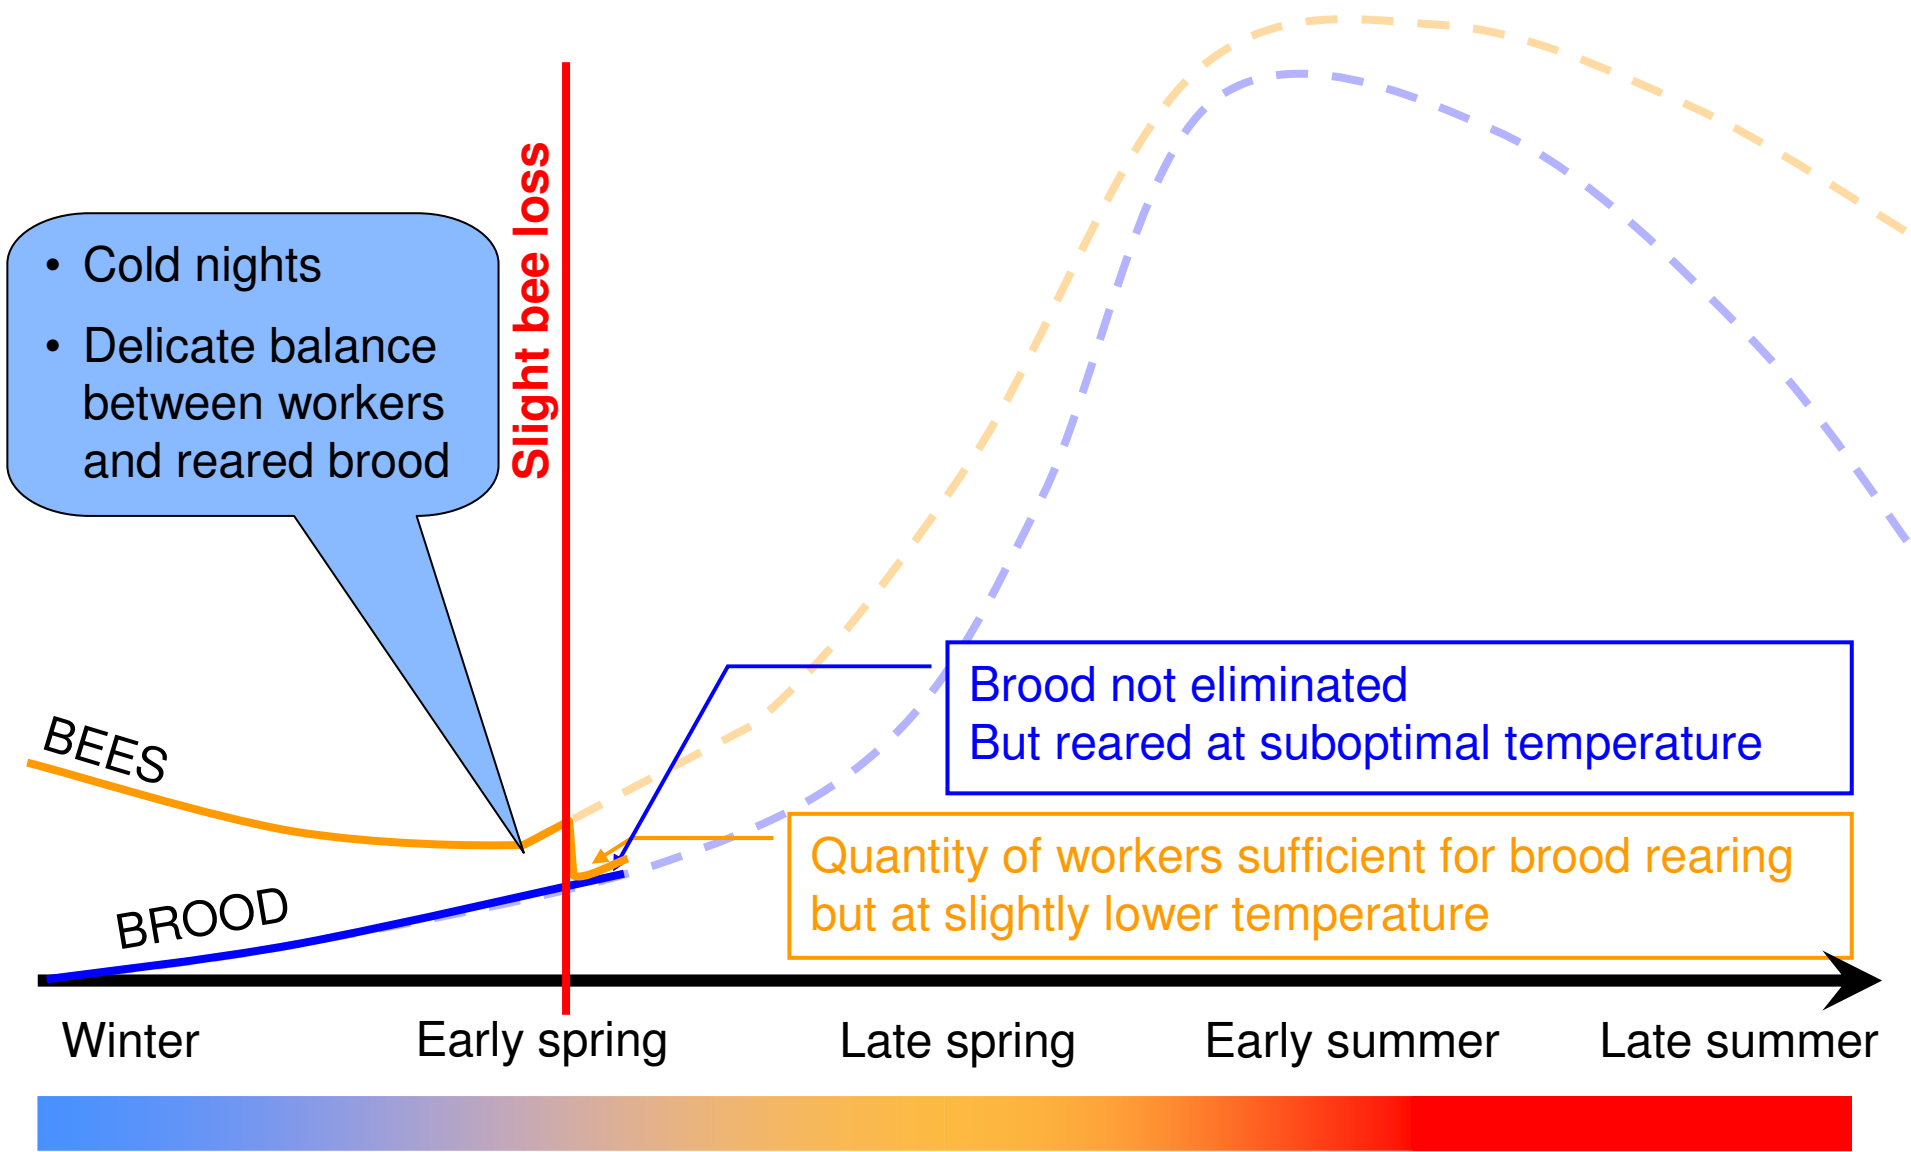 Slight bee loss
• Cold nights
• Delicate balance
between workers
and reared brood
Brood not eliminated
But reared at suboptimal temperature
BEES
Quantity of workers sufficient for brood rearing
but at slightly lower temperature
BROOD
Winter
Early spring
Late spring
Early summer
Late summer